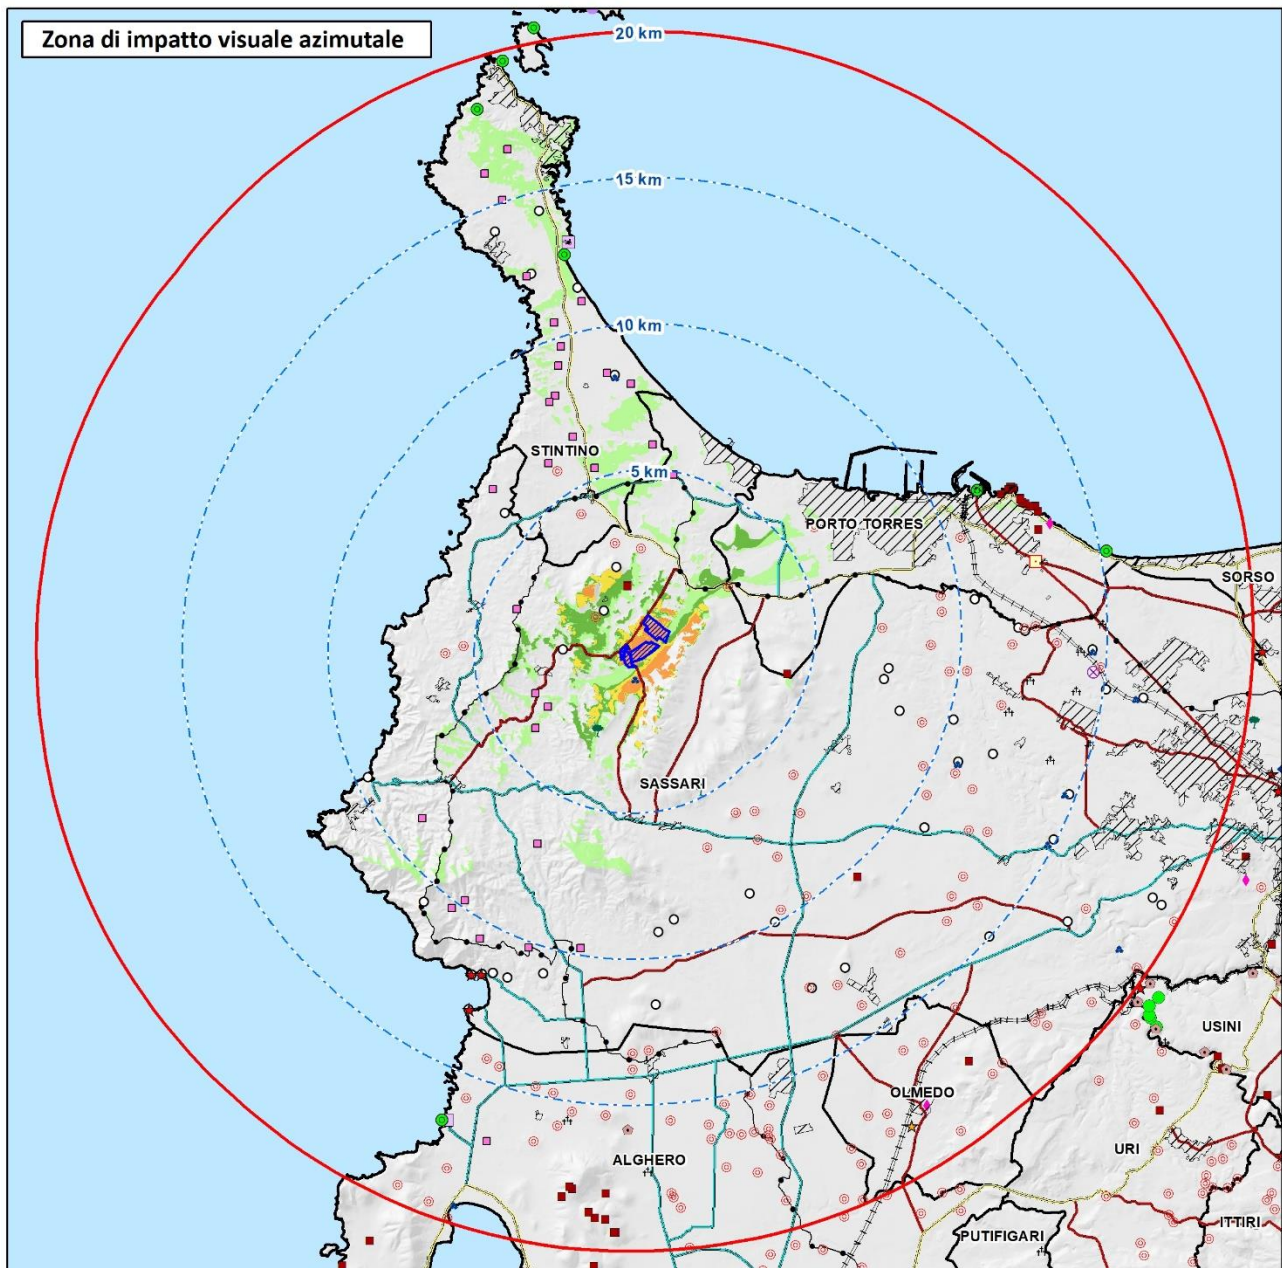 Zona di impatto visuale azimutale
20 km
15 km
10 km
STINTINO
5 km
PORTO TORRES
SORSO
SASSARI
USINI
OLMEDO
URI
ALGHERO
ITTIRI
PUTIFIGARI